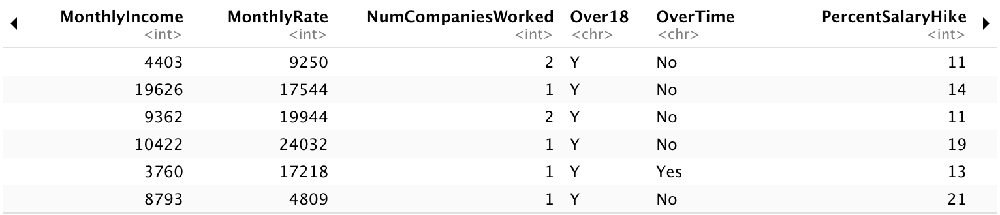 MonthlyIncome MonthlyRate NumCompaniesWorked Over18 OverTime PercentSalaryHike
<int> <int> <int> <chr> <chr> <int>
4403 9250 2 Y No 11
19626 17544 1 Y No 14
9362 19944 2 Y No 11
10422 24032 1 Y No 19
3760 17218 1 Y Yes 13
8793 4809 1 Y No 21